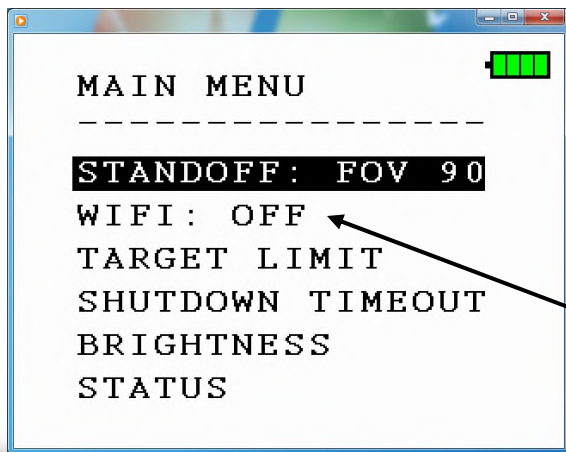 MAIN MENU
----------------
STANDOFF: FOV 90
WIFI: OFF
TARGET LIMIT
SHUTDOWN TIMEOUT
BRIGHTNESS
STATUS